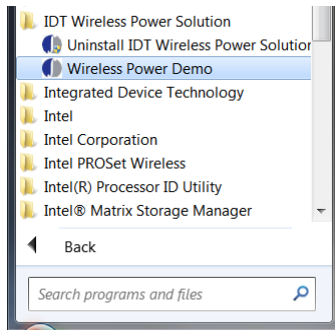 IDT Wireless Power Solution
Uninstall IDT Wireless Power Solution
Wireless Power Demo
Integrated Device Technology
Intel
Intel Corporation
Intel PROSet Wireless
Intel(R) Processor ID Utility
Intel® Matrix Storage Manager
Back
Search programs and files